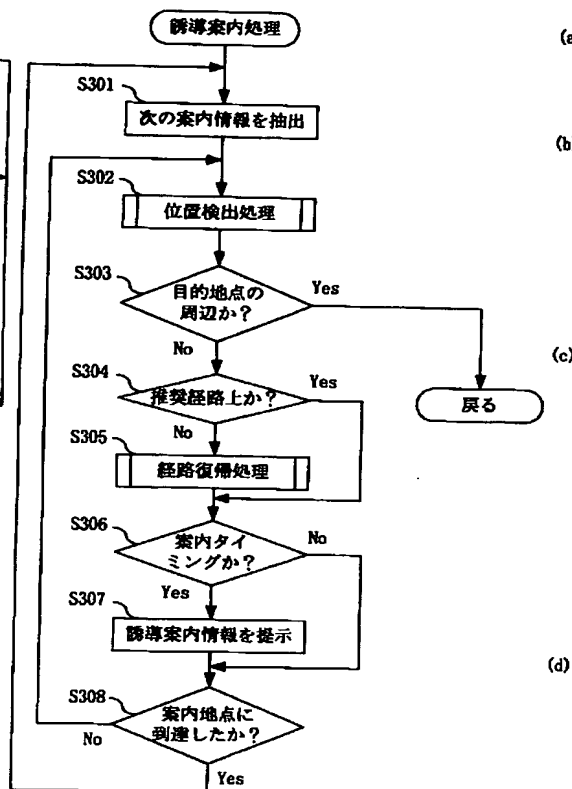 誘導案内処理
(a
S301
次の案内情報を抽出
(b
S302
位置検出処理
S303
目的地点の
周辺か?
Yes
No
(c)
S304
推奨経路上か?
Yes
戻る
No
S305
経路復帰処理
S306
案内タイ
ミングか?
No
Yes
S307
誘導案内情報を提示
(d)
S308
案内地点に
到達したか?
No
Yes